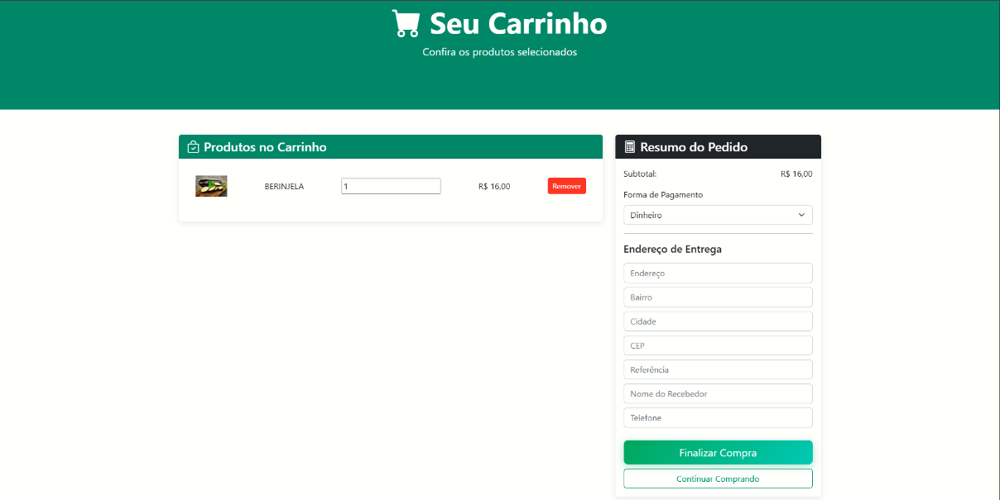 Seu Carrinho
Confira os produtos selecionados
Produtos no Carrinho
BERINJELA
1
R$ 16,00
Remover
Resumo do Pedido
Subtotal: R$ 16,00
Forma de Pagamento
Dinheiro
Endereço de Entrega
Endereço
Bairro
Cidade
CEP
Referência
Nome do Recebedor
Telefone
Finalizar Compra
Continuar Comprando